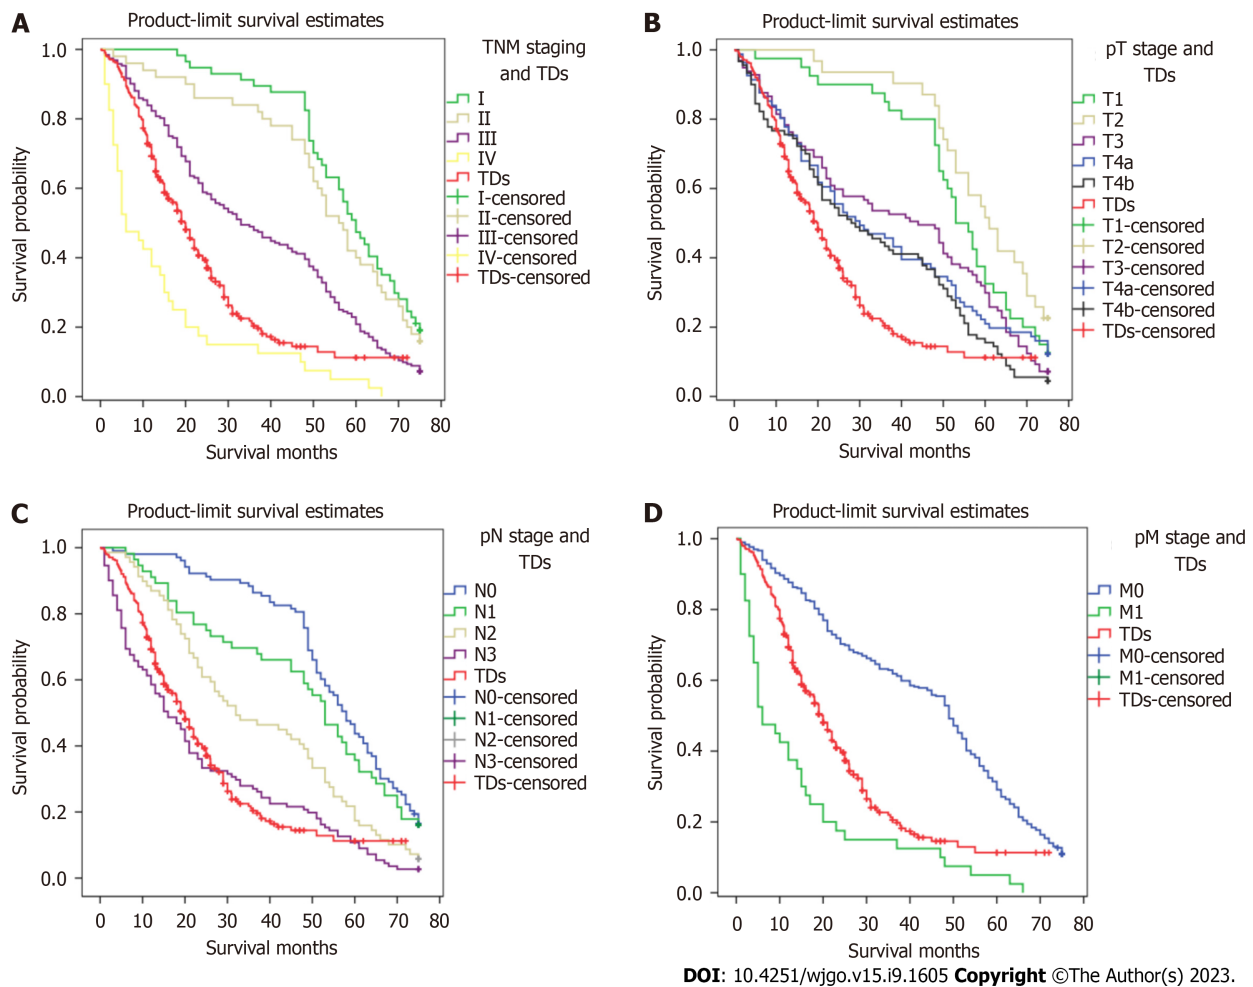 A
Product-limit survival estimates
TNM staging
and TDs
I
II
III
IV
TDs
I-censored
II-censored
III-censored
IV-censored
TDs-censored
Survival probability
1.0
0.8
0.6
0.4
0.2
0.0
0 10 20 30 40 50 60 70 80
Survival months
B
Product-limit survival estimates
pT stage and
TDs
T1
T2
T3
T4a
T4b
TDs
T1-censored
T2-censored
T3-censored
T4a-censored
T4b-censored
TDs-censored
Survival probability
1.0
0.8
0.6
0.4
0.2
0.0
0 10 20 30 40 50 60 70 80
Survival months
C
Product-limit survival estimates
pN stage and
TDs
N0
N1
N2
N3
TDs
N0-censored
N1-censored
N2-censored
N3-censored
TDs-censored
Survival probability
1.0
0.8
0.6
0.4
0.2
0.0
0 10 20 30 40 50 60 70 80
Survival months
D
Product-limit survival estimates
pM stage and
TDs
M0
M1
TDs
M0-censored
M1-censored
TDs-censored
Survival probability
1.0
0.8
0.6
0.4
0.2
0.0
0 10 20 30 40 50 60 70 80
Survival months
DOI: 10.4251/wjgo.v15.i9.1605 Copyright ©The Author(s) 2023.